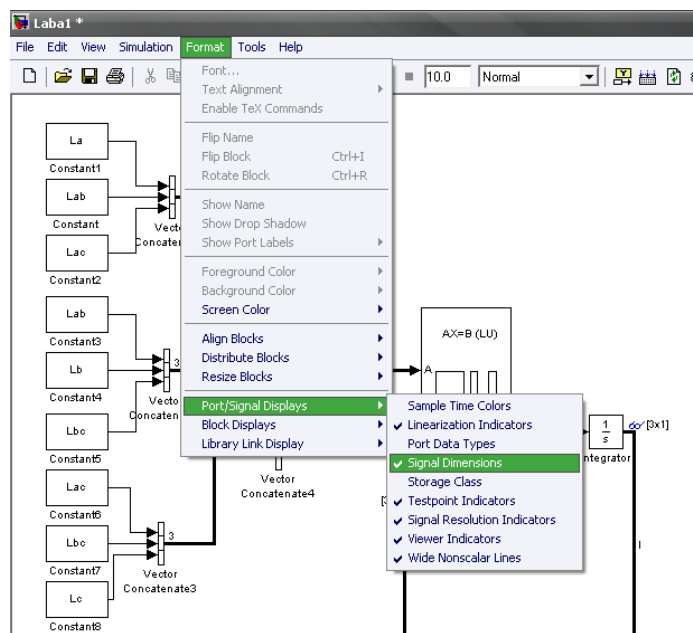 Laba1 *
File Edit View Simulation Format Tools Help
10.0 Normal
Font...
Text Alignment
Enable TeX Commands
Flip Name
Flip Block Ctrl+I
Rotate Block Ctrl+R
Show Name
Show Drop Shadow
Show Port Labels
Foreground Color
Background Color
Screen Color
Align Blocks
Distribute Blocks
Resize Blocks
Port/Signal Displays
Block Displays
Library Link Display
Sample Time Colors
Linearization Indicators
Port Data Types
Signal Dimensions
Storage Class
Testpoint Indicators
Signal Resolution Indicators
Viewer Indicators
Wide Nonscalar Lines
La
Constant1
Lab
Constant
Lac
Constant2
Vector
Lab
Constant3
Lb
Constant4
Lbc
Constant5
3
Vector
Lac
Constant6
Lbc
Constant7
Lc
Constant8
3
Vector
Concatenate3
Vector
Concatenate4
AX=B (LU)
A
1
s
[3x1]